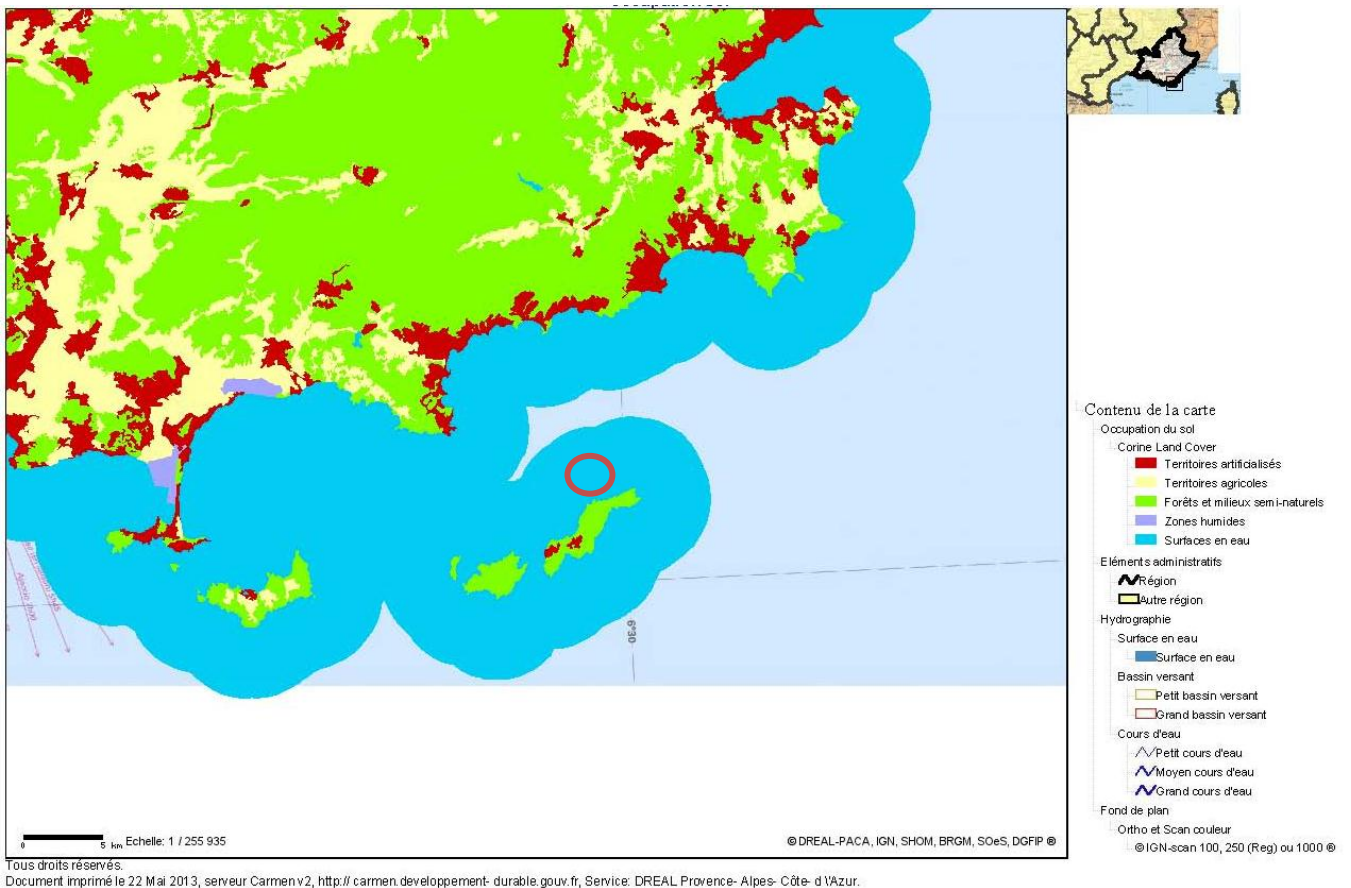 Contenu de la carte
Occupation du sol
Corine Land Cover
Territoires artificialisés
Territoires agricoles
Forêts et milieux semi-naturels
Zones humides
Surfaces en eau
Eléments administratifs
Région
Autre région
Hydrographie
Surface en eau
Surface en eau
Bassin versant
Petit bassin versant
Grand bassin versant
Cours d'eau
Petit cours d'eau
Moyen cours d'eau
Grand cours d'eau
Fond de plan
Ortho et Scan couleur
©IGN-scan 100, 250 (Reg) ou 1000 ®
6°30
0 5 km Echelle: 1 / 255 935
© DREAL-PACA, IGN, SHOM, BRGM, SOeS, DGFIP ®
Tous droits réservés.
Document imprimé le 22 Mai 2013, serveur Carmen v2, http:// carmen.developpement- durable.gouv.fr, Service: DREAL Provence- Alpes- Côte- d \'Azur.